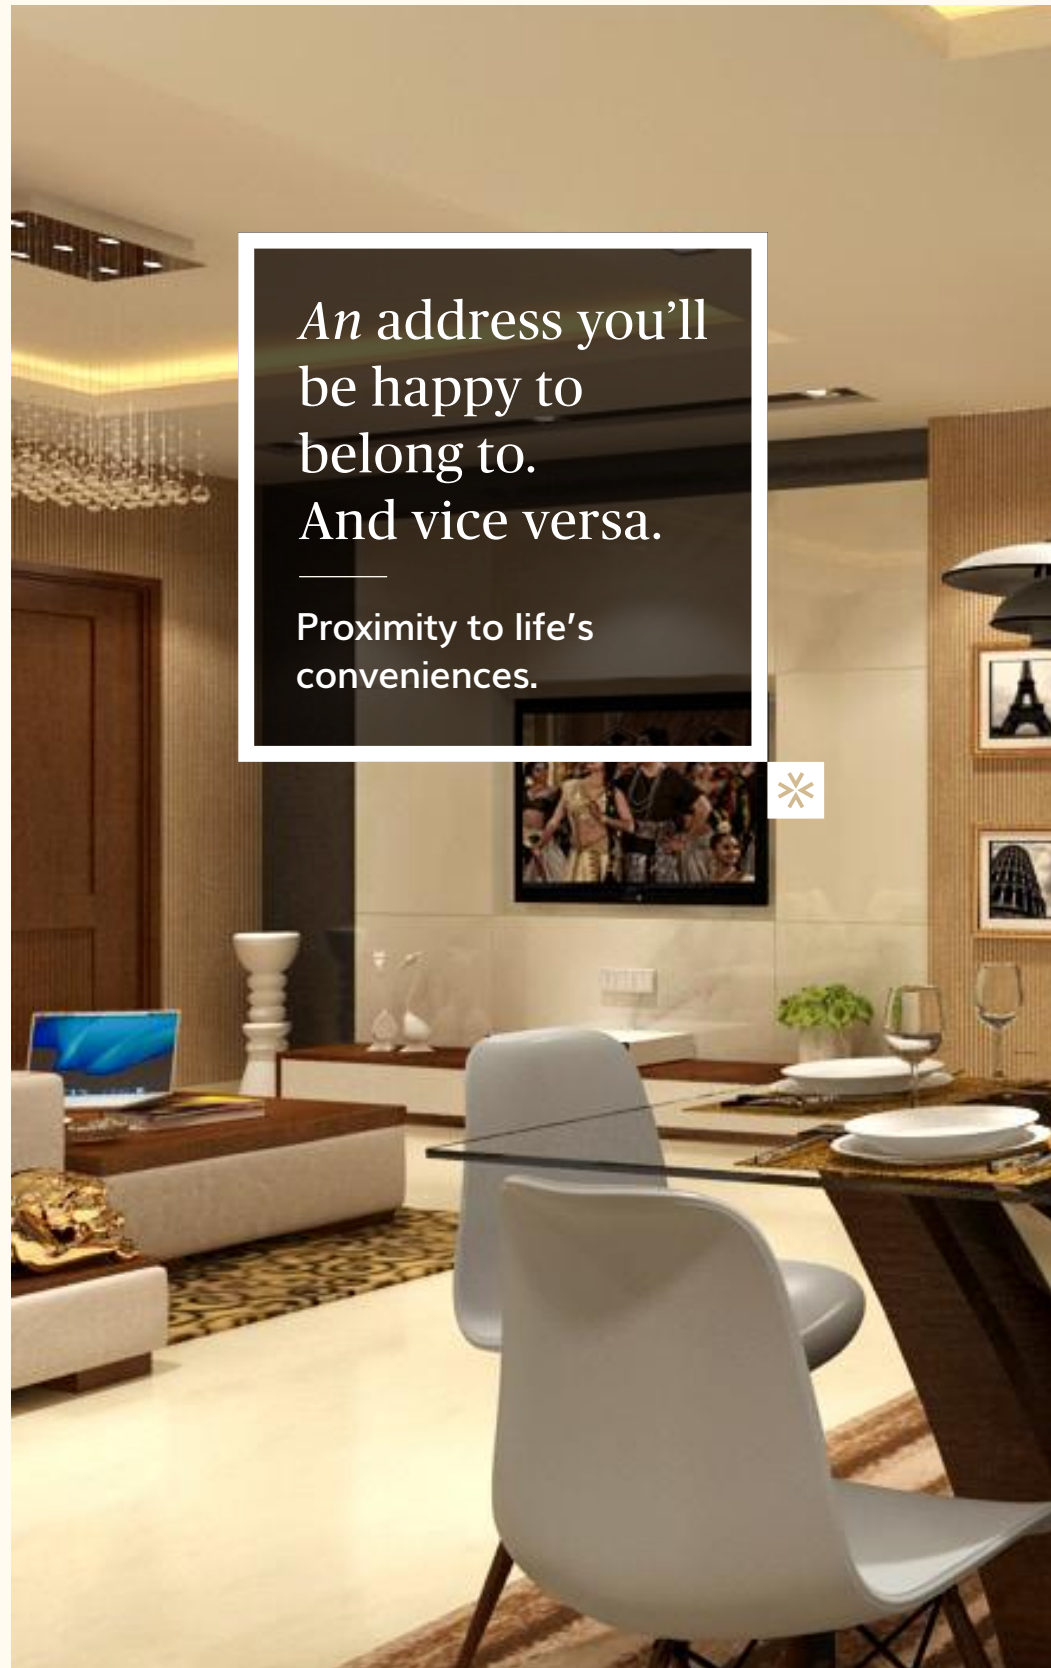 An address you’ll
be happy to
belong to.
And vice versa.
Proximity to life’s
conveniences.